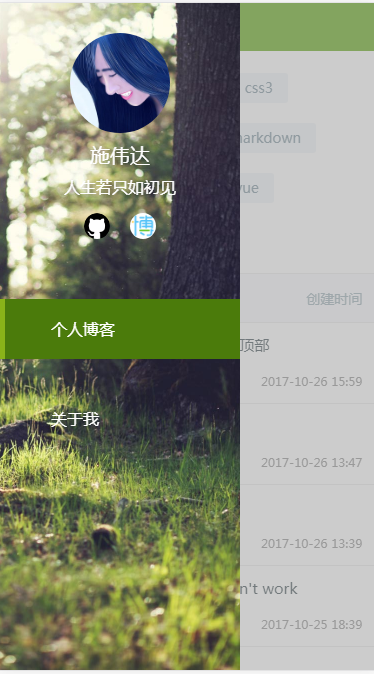 施伟达
人生若只如初见
博
个人博客
关于我
css3
arkdown
vue
创建时间
顶部
2017-10-26 15:59
2017-10-26 13:47
2017-10-26 13:39
n't work
2017-10-25 18:39